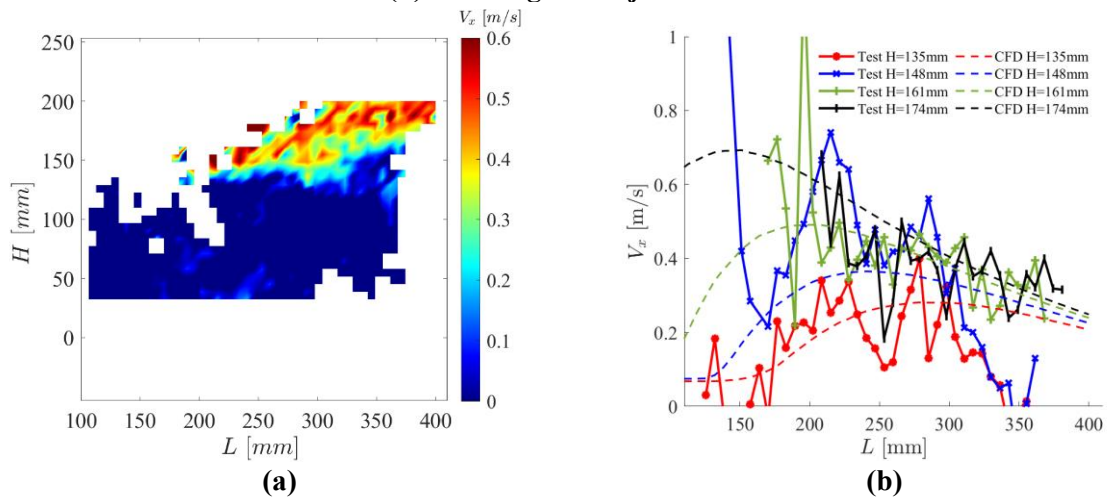 V_x [m/s]
250
200
150
100
50
0
H [mm]
100 150 200 250 300 350 400
L [mm]
0.6
0.5
0.4
0.3
0.2
0.1
0
(a)
1
0.8
0.6
0.4
0.2
0
V_x [m/s]
Test H=135mm
Test H=148mm
Test H=161mm
Test H=174mm
CFD H=135mm
CFD H=148mm
CFD H=161mm
CFD H=174mm
150 200 250 300 350 400
L [mm]
(b)